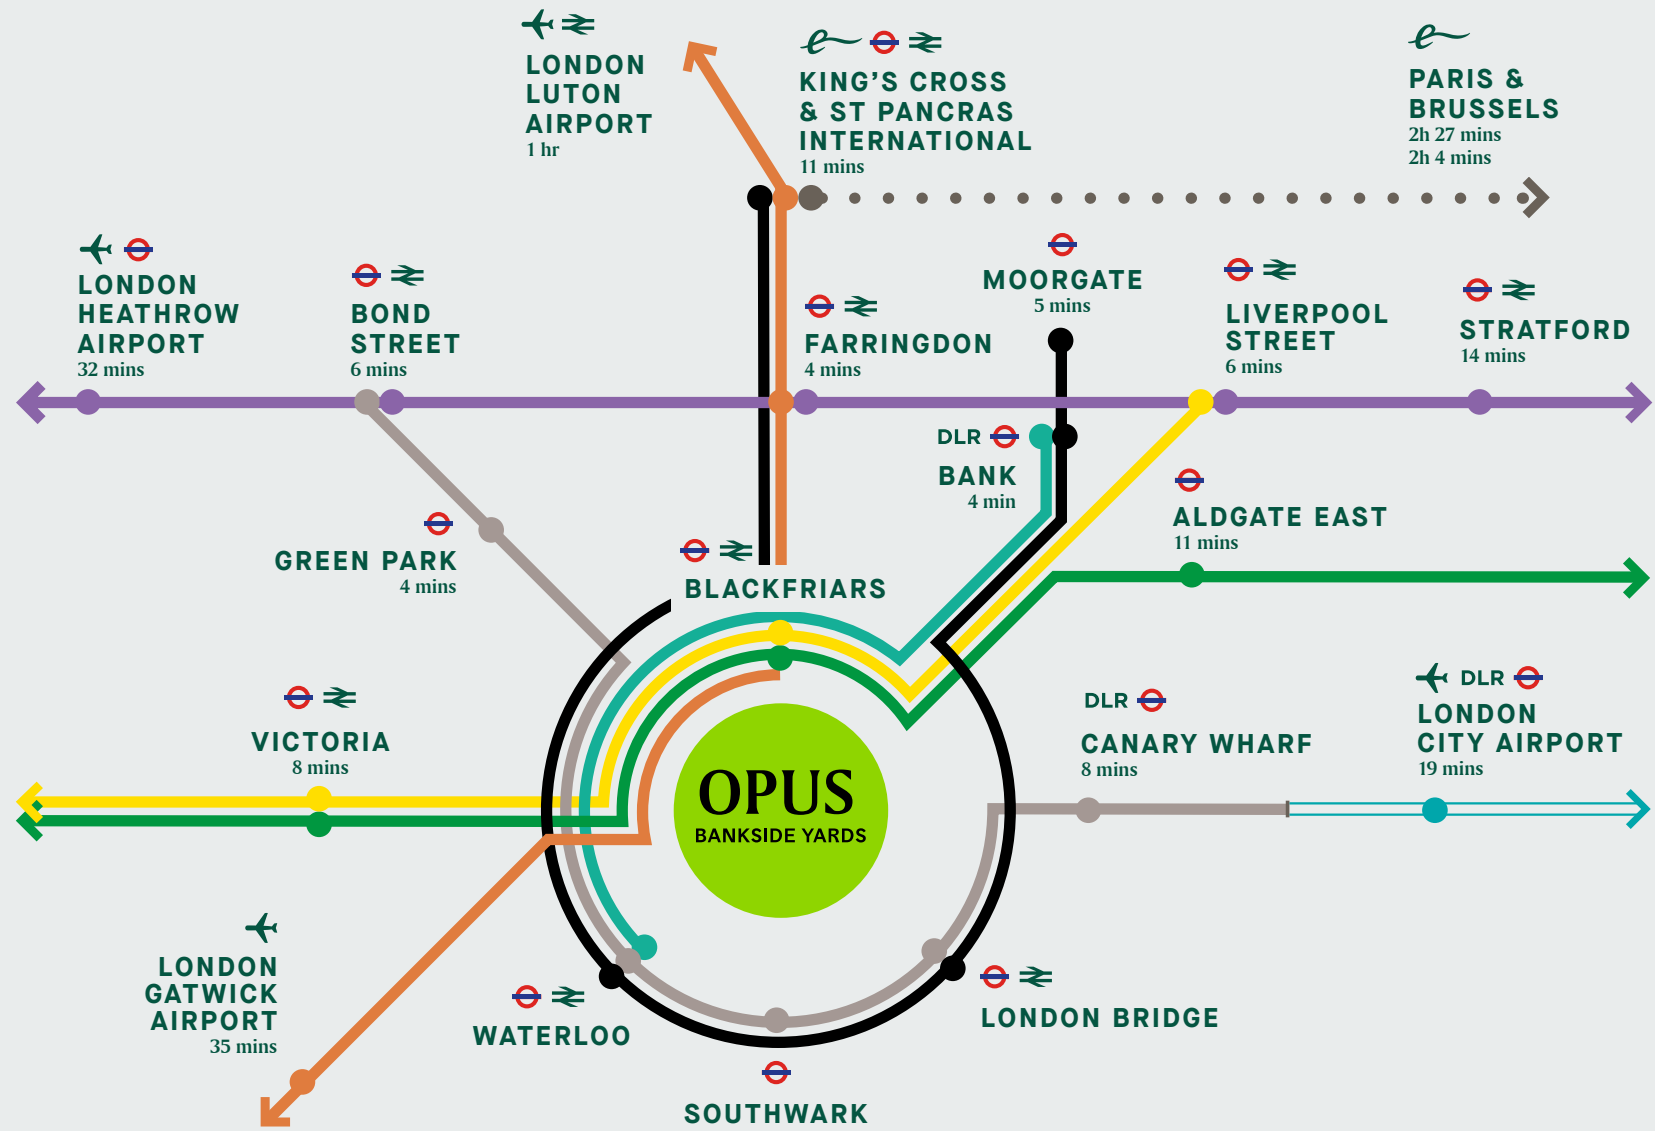 LONDON
LUTON
AIRPORT
1 hr
KING'S CROSS
& ST PANCRAS
INTERNATIONAL
11 mins
PARIS &
BRUSSELS
2h 27 mins
2h 4 mins
LONDON
HEATHROW
AIRPORT
32 mins
BOND
STREET
6 mins
FARRINGDON
4 mins
MOORGATE
5 mins
LIVERPOOL
STREET
6 mins
STRATFORD
14 mins
DLR
BANK
4 min
ALDGATE EAST
11 mins
GREEN PARK
4 mins
BLACKFRIARS
VICTORIA
8 mins
OPUS
BANKSIDE YARDS
DLR
CANARY WHARF
8 mins
DLR
LONDON
CITY AIRPORT
19 mins
LONDON
GATWICK
AIRPORT
35 mins
WATERLOO
LONDON BRIDGE
SOUTHWARK